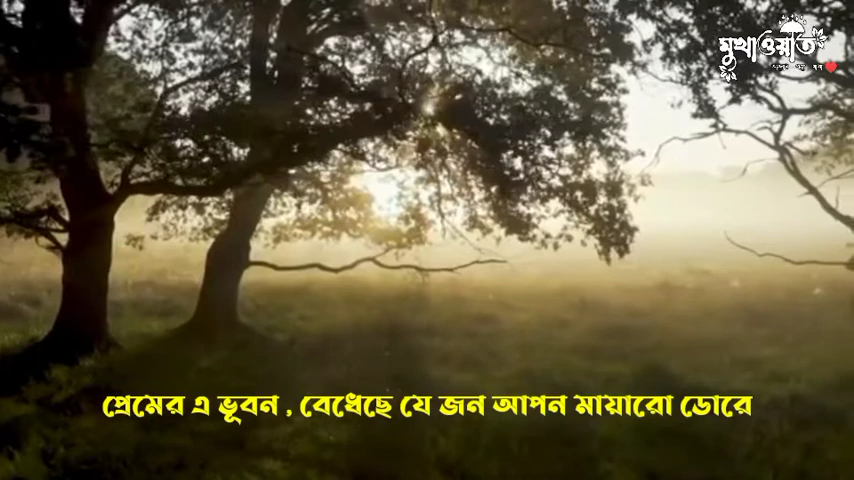 মুখাওয়াত
প্রেমের এ ভূবন , বেধেছে যে জন আপন মায়ারো ডোরে